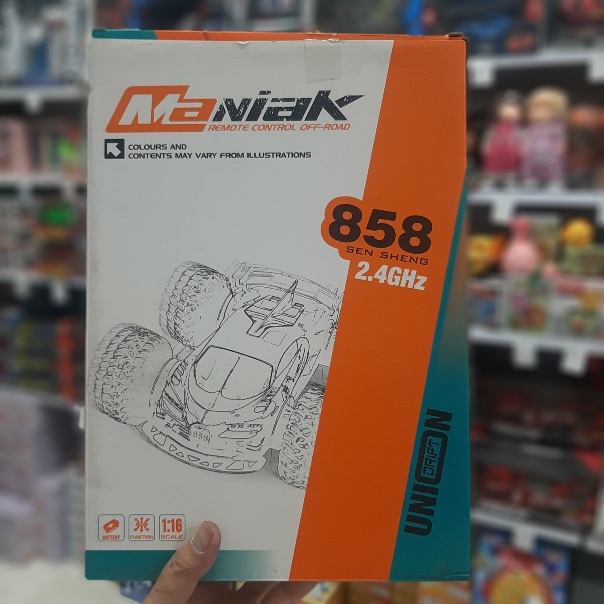 Maniak
REMOTE CONTROL OFF-ROAD
COLOURS AND
CONTENTS MAY VARY FROM ILLUSTRATIONS
858
SEN SHENG
2.4GHz
UNION
DRIFT
BATTERY
FUNCTION
1:16
SCALE